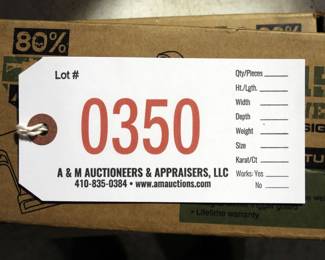 80%
Lot #
0350
Qty/Pieces
Ht./Lgth.
Width
Depth
Weight
Size
Karat/Ct
Works: Yes
No
A & M AUCTIONEERS & APPRAISERS, LLC
410-835-0384 • www.amauctions.com
• Lifetime warranty